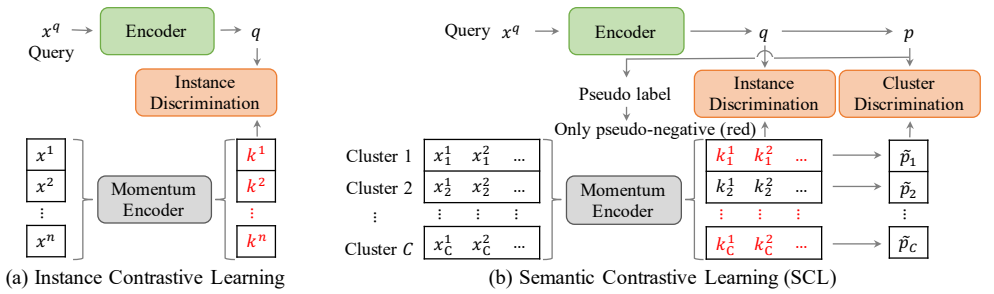 x^q → Encoder → q
Query
Instance
Discrimination
x^1
x^2
⋮
x^n
Momentum
Encoder
k^1
k^2
⋮
k^n
(a) Instance Contrastive Learning
Query x^q → Encoder → q → p
Pseudo label
Instance
Discrimination
Cluster
Discrimination
Only pseudo-negative (red)
Cluster 1 x_1^1 x_1^2 ...
Cluster 2 x_2^1 x_2^2 ...
⋮ ⋮ ⋮ ...
Cluster C x_C^1 x_C^2 ...
Momentum
Encoder
k_1^1 k_1^2 ... → p̃_1
k_2^1 k_2^2 ... → p̃_2
⋮ ⋮ ... ⋮
k_C^1 k_C^2 ... → p̃_C
(b) Semantic Contrastive Learning (SCL)